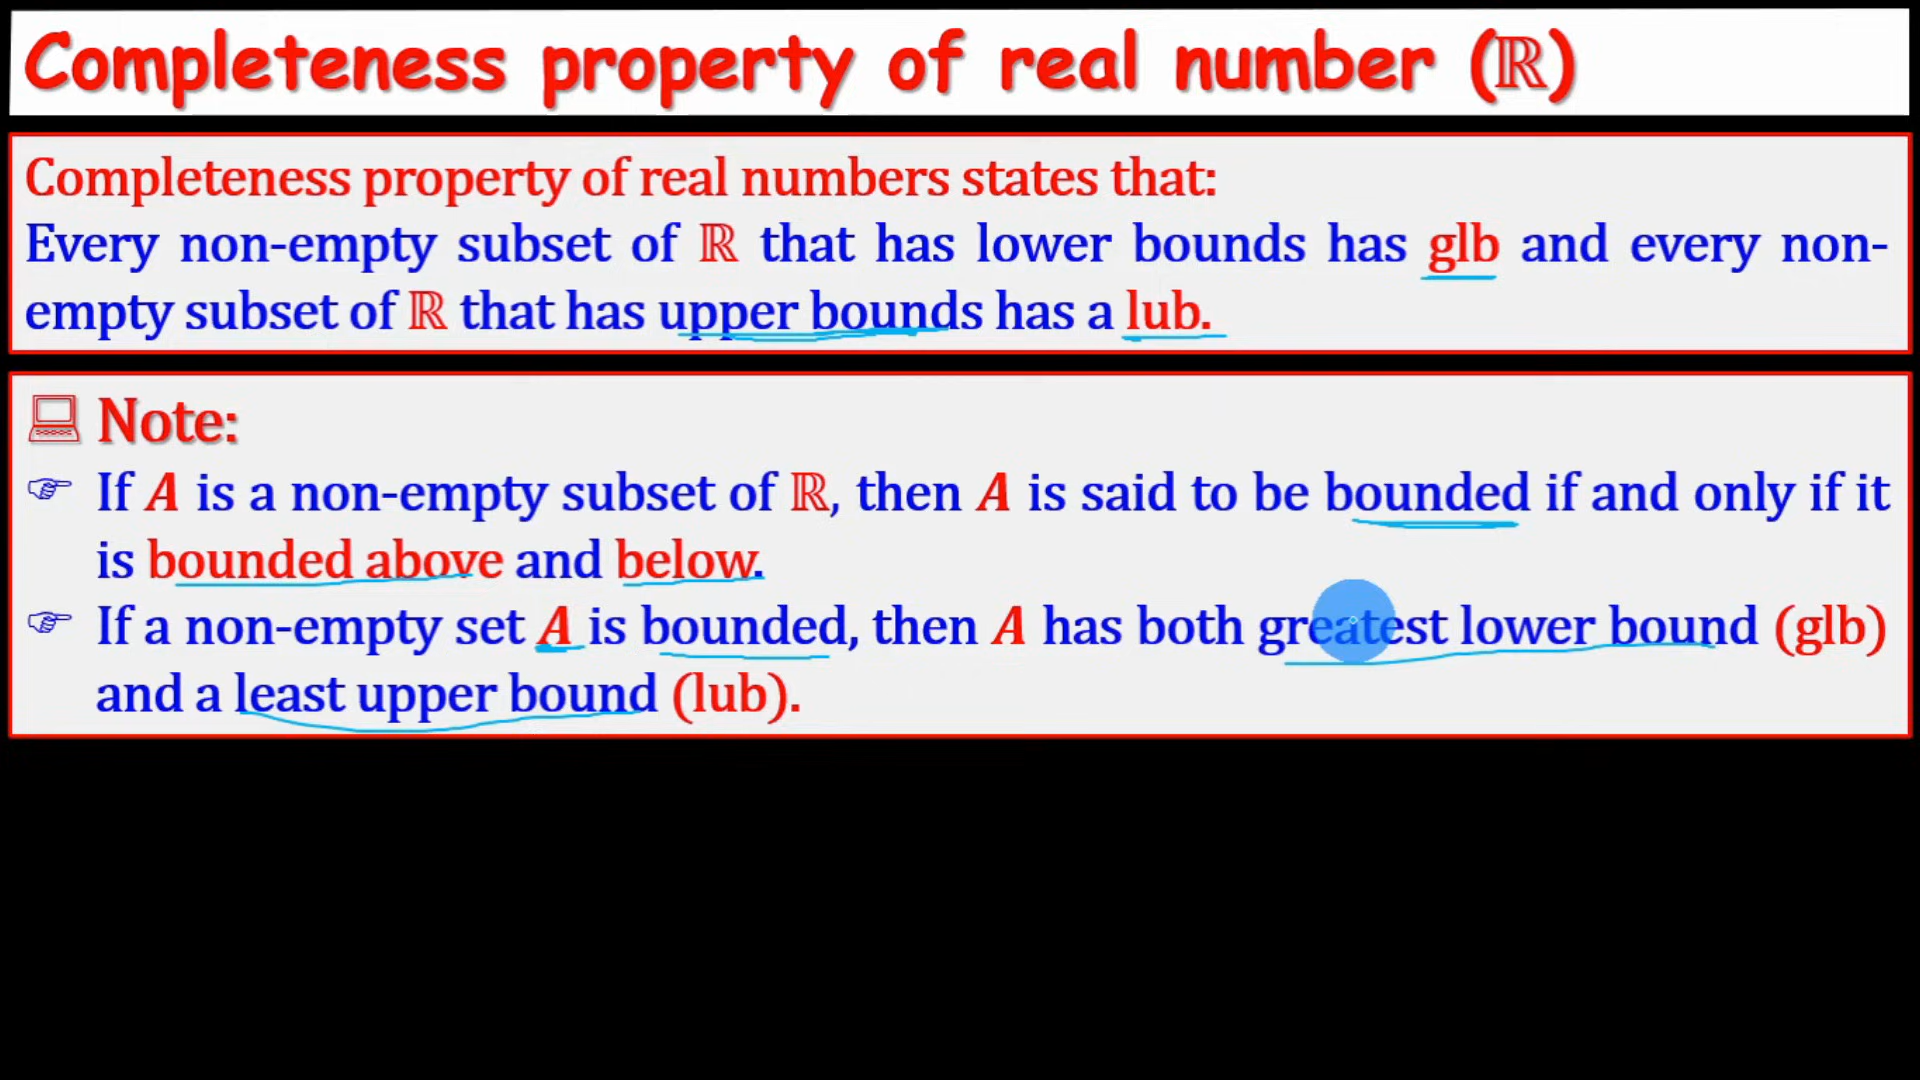 Completeness property of real number (ℝ)
Completeness property of real numbers states that:
Every non-empty subset of ℝ that has lower bounds has glb and every non-
empty subset of ℝ that has upper bounds has a lub.
Note:
If A is a non-empty subset of ℝ, then A is said to be bounded if and only if it
is bounded above and below.
If a non-empty set A is bounded, then A has both greatest lower bound (glb)
and a least upper bound (lub).